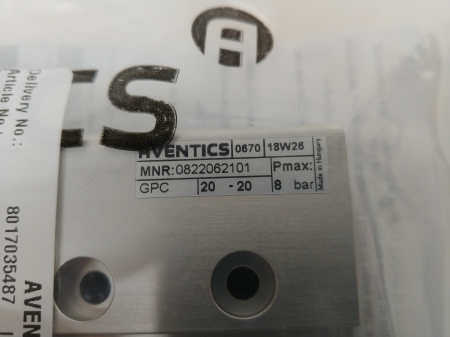 CS
AVENTICS 0670 18W26
MNR:0822062101 Pmax:
GPC 20 - 20 8 bar
Made in Hungary
Delivery No.:
Article No.:
8017035487
AVEN